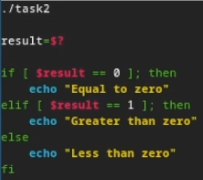 ./task2
result=$?
if [ $result == 0 ]; then
echo "Equal to zero"
elif [ $result == 1 ]; then
echo "Greater than zero"
else
echo "Less than zero"
fi